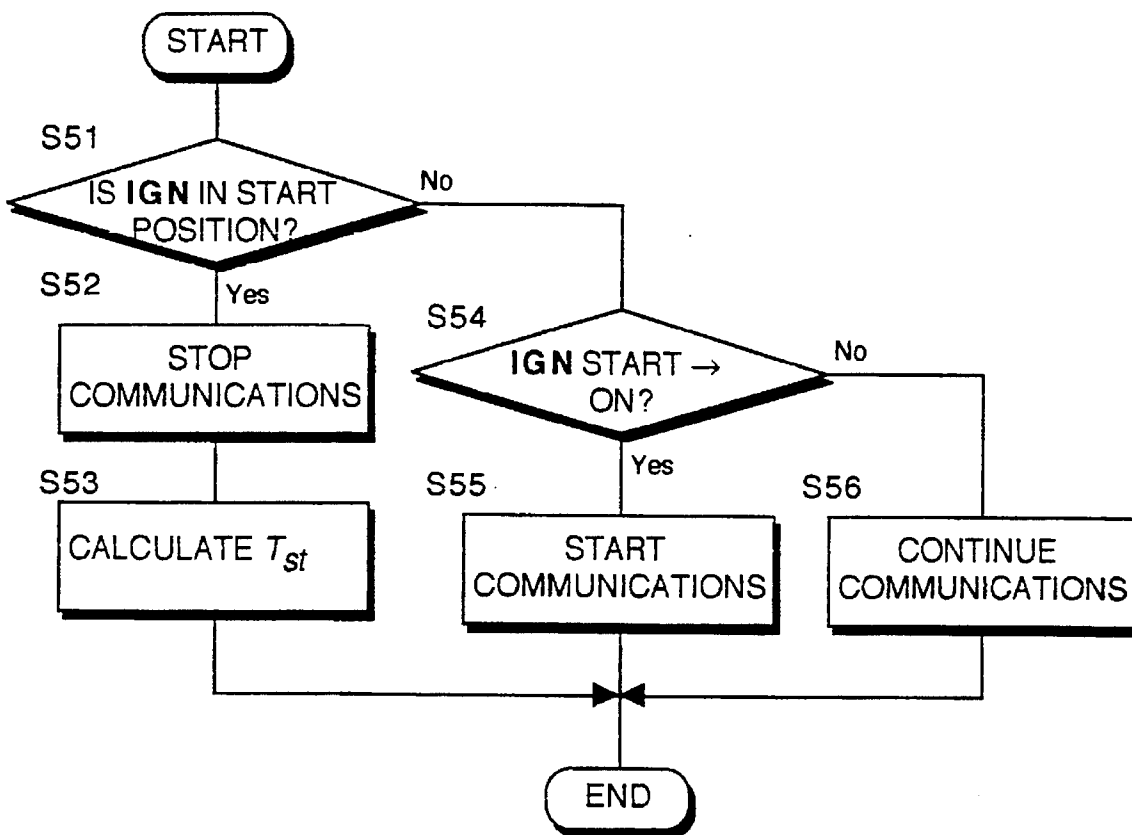 START
S51
IS IGN IN START
POSITION?
No
Yes
S52
STOP
COMMUNICATIONS
S53
CALCULATE Tst
S54
IGN START →
ON?
No
Yes
S55
START
COMMUNICATIONS
S56
CONTINUE
COMMUNICATIONS
END